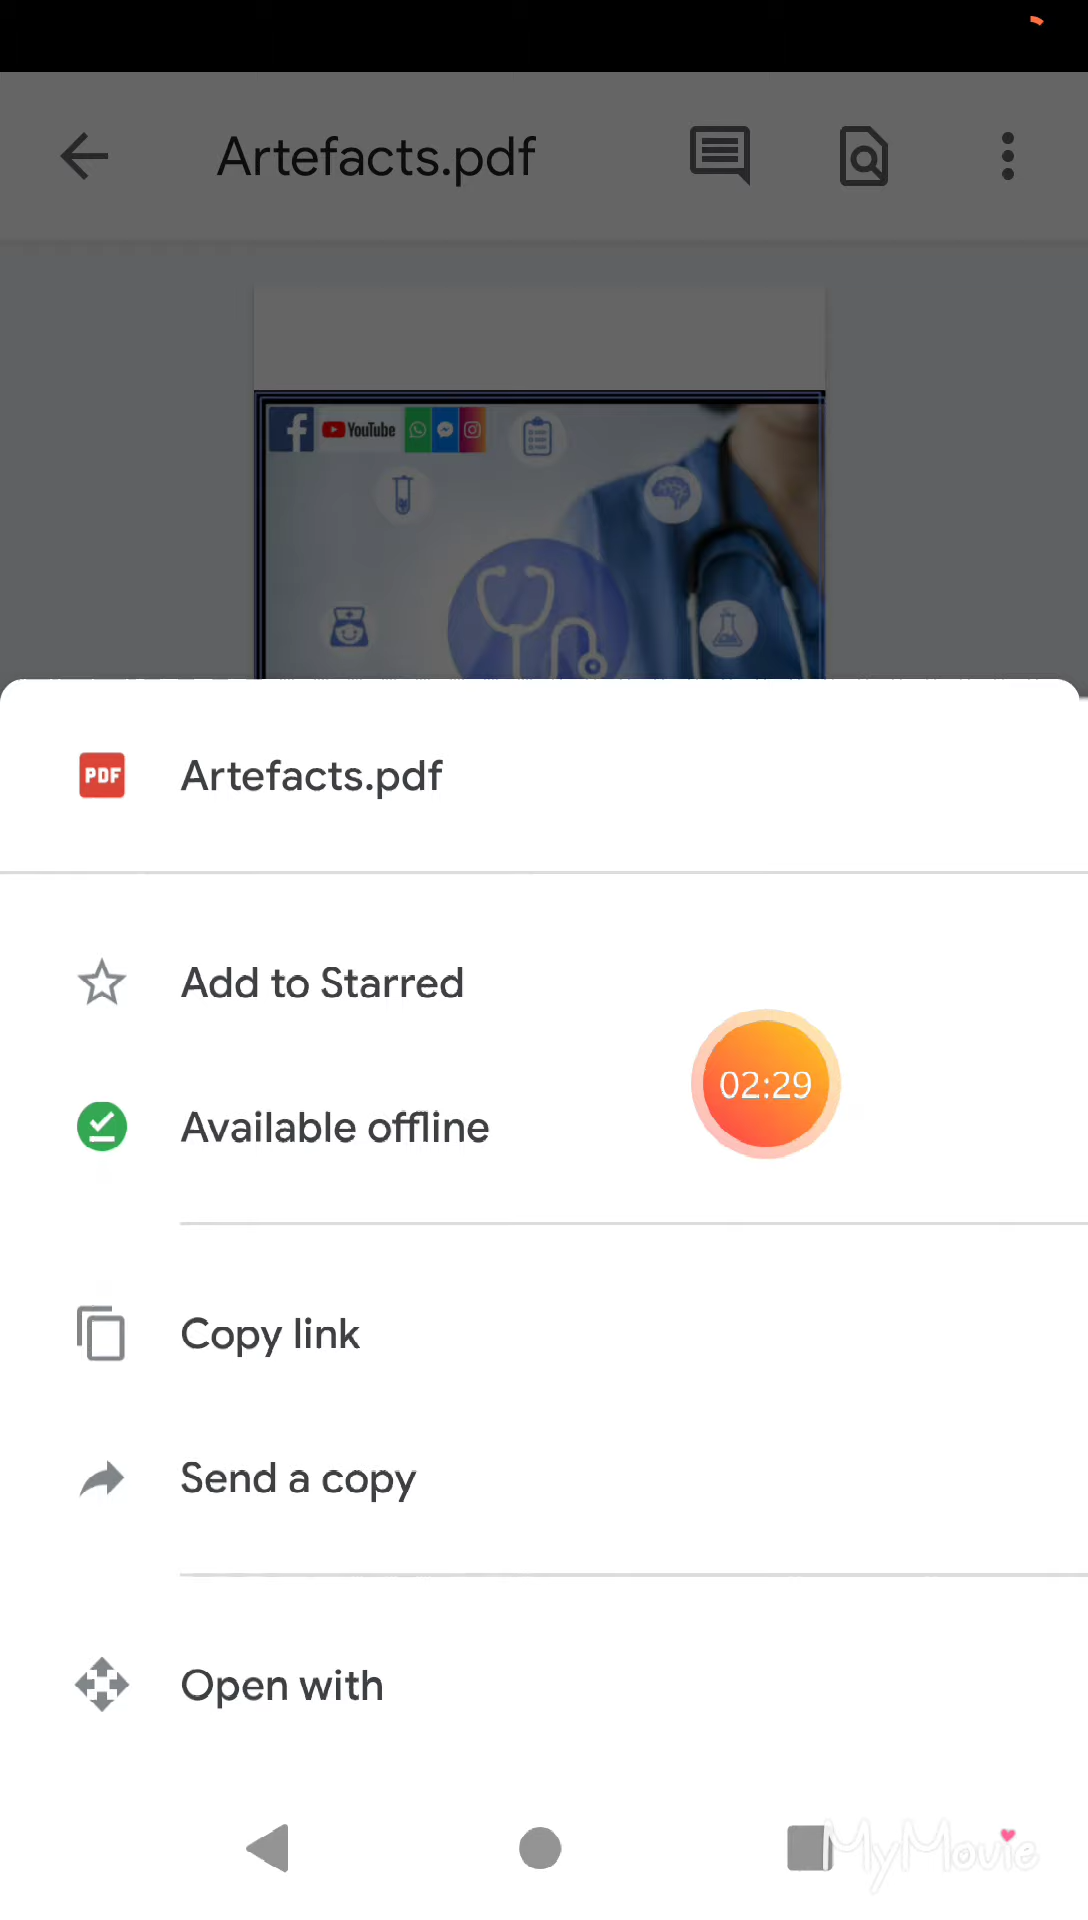 Artefacts.pdf
YouTube
PDF Artefacts.pdf
Add to Starred
02:29
Available offline
Copy link
Send a copy
Open with
MyMovie